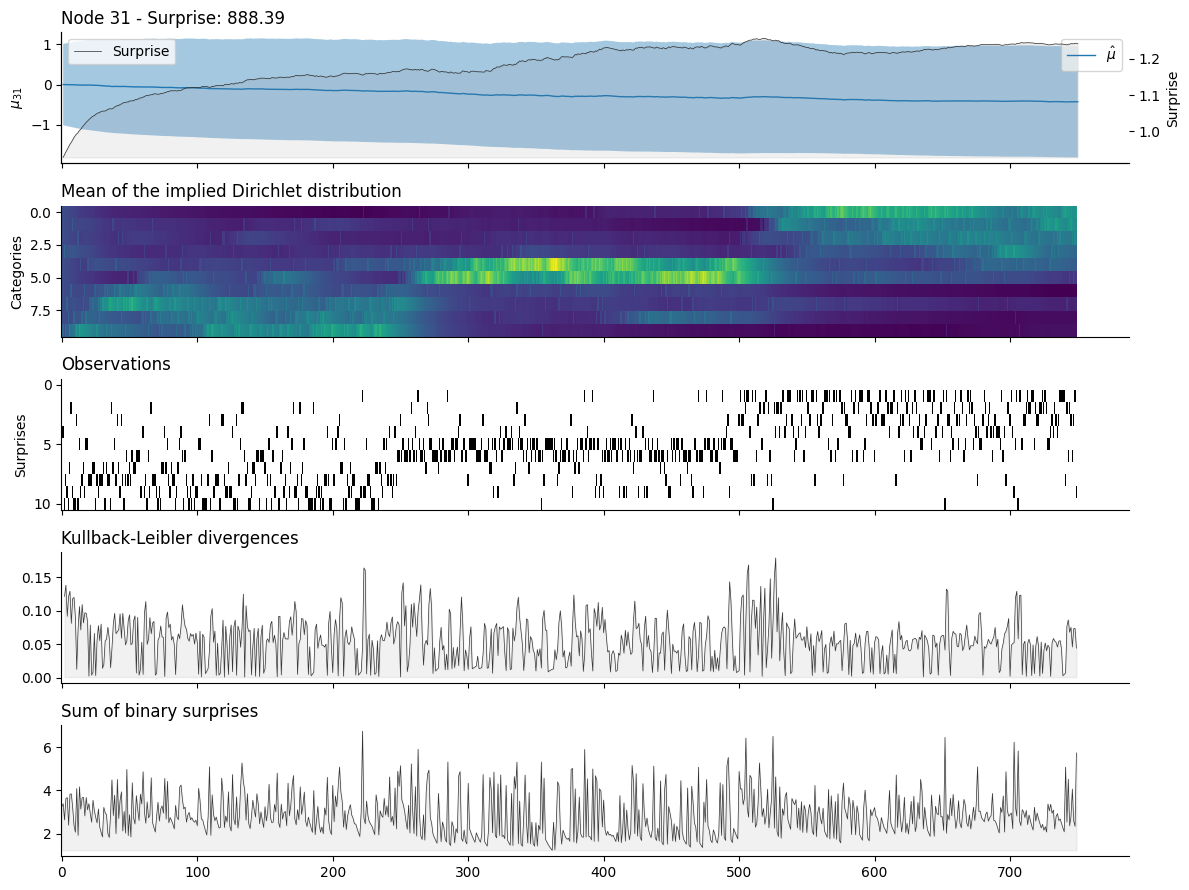 Node 31 - Surprise: 888.39
Surprise
μ̂
1
0
−1
μ31
1.2
1.1
1.0
Surprise
Mean of the implied Dirichlet distribution
0.0
2.5
5.0
7.5
Categories
Observations
0
5
10
Surprises
Kullback-Leibler divergences
0.15
0.10
0.05
0.00
Sum of binary surprises
6
4
2
0 100 200 300 400 500 600 700